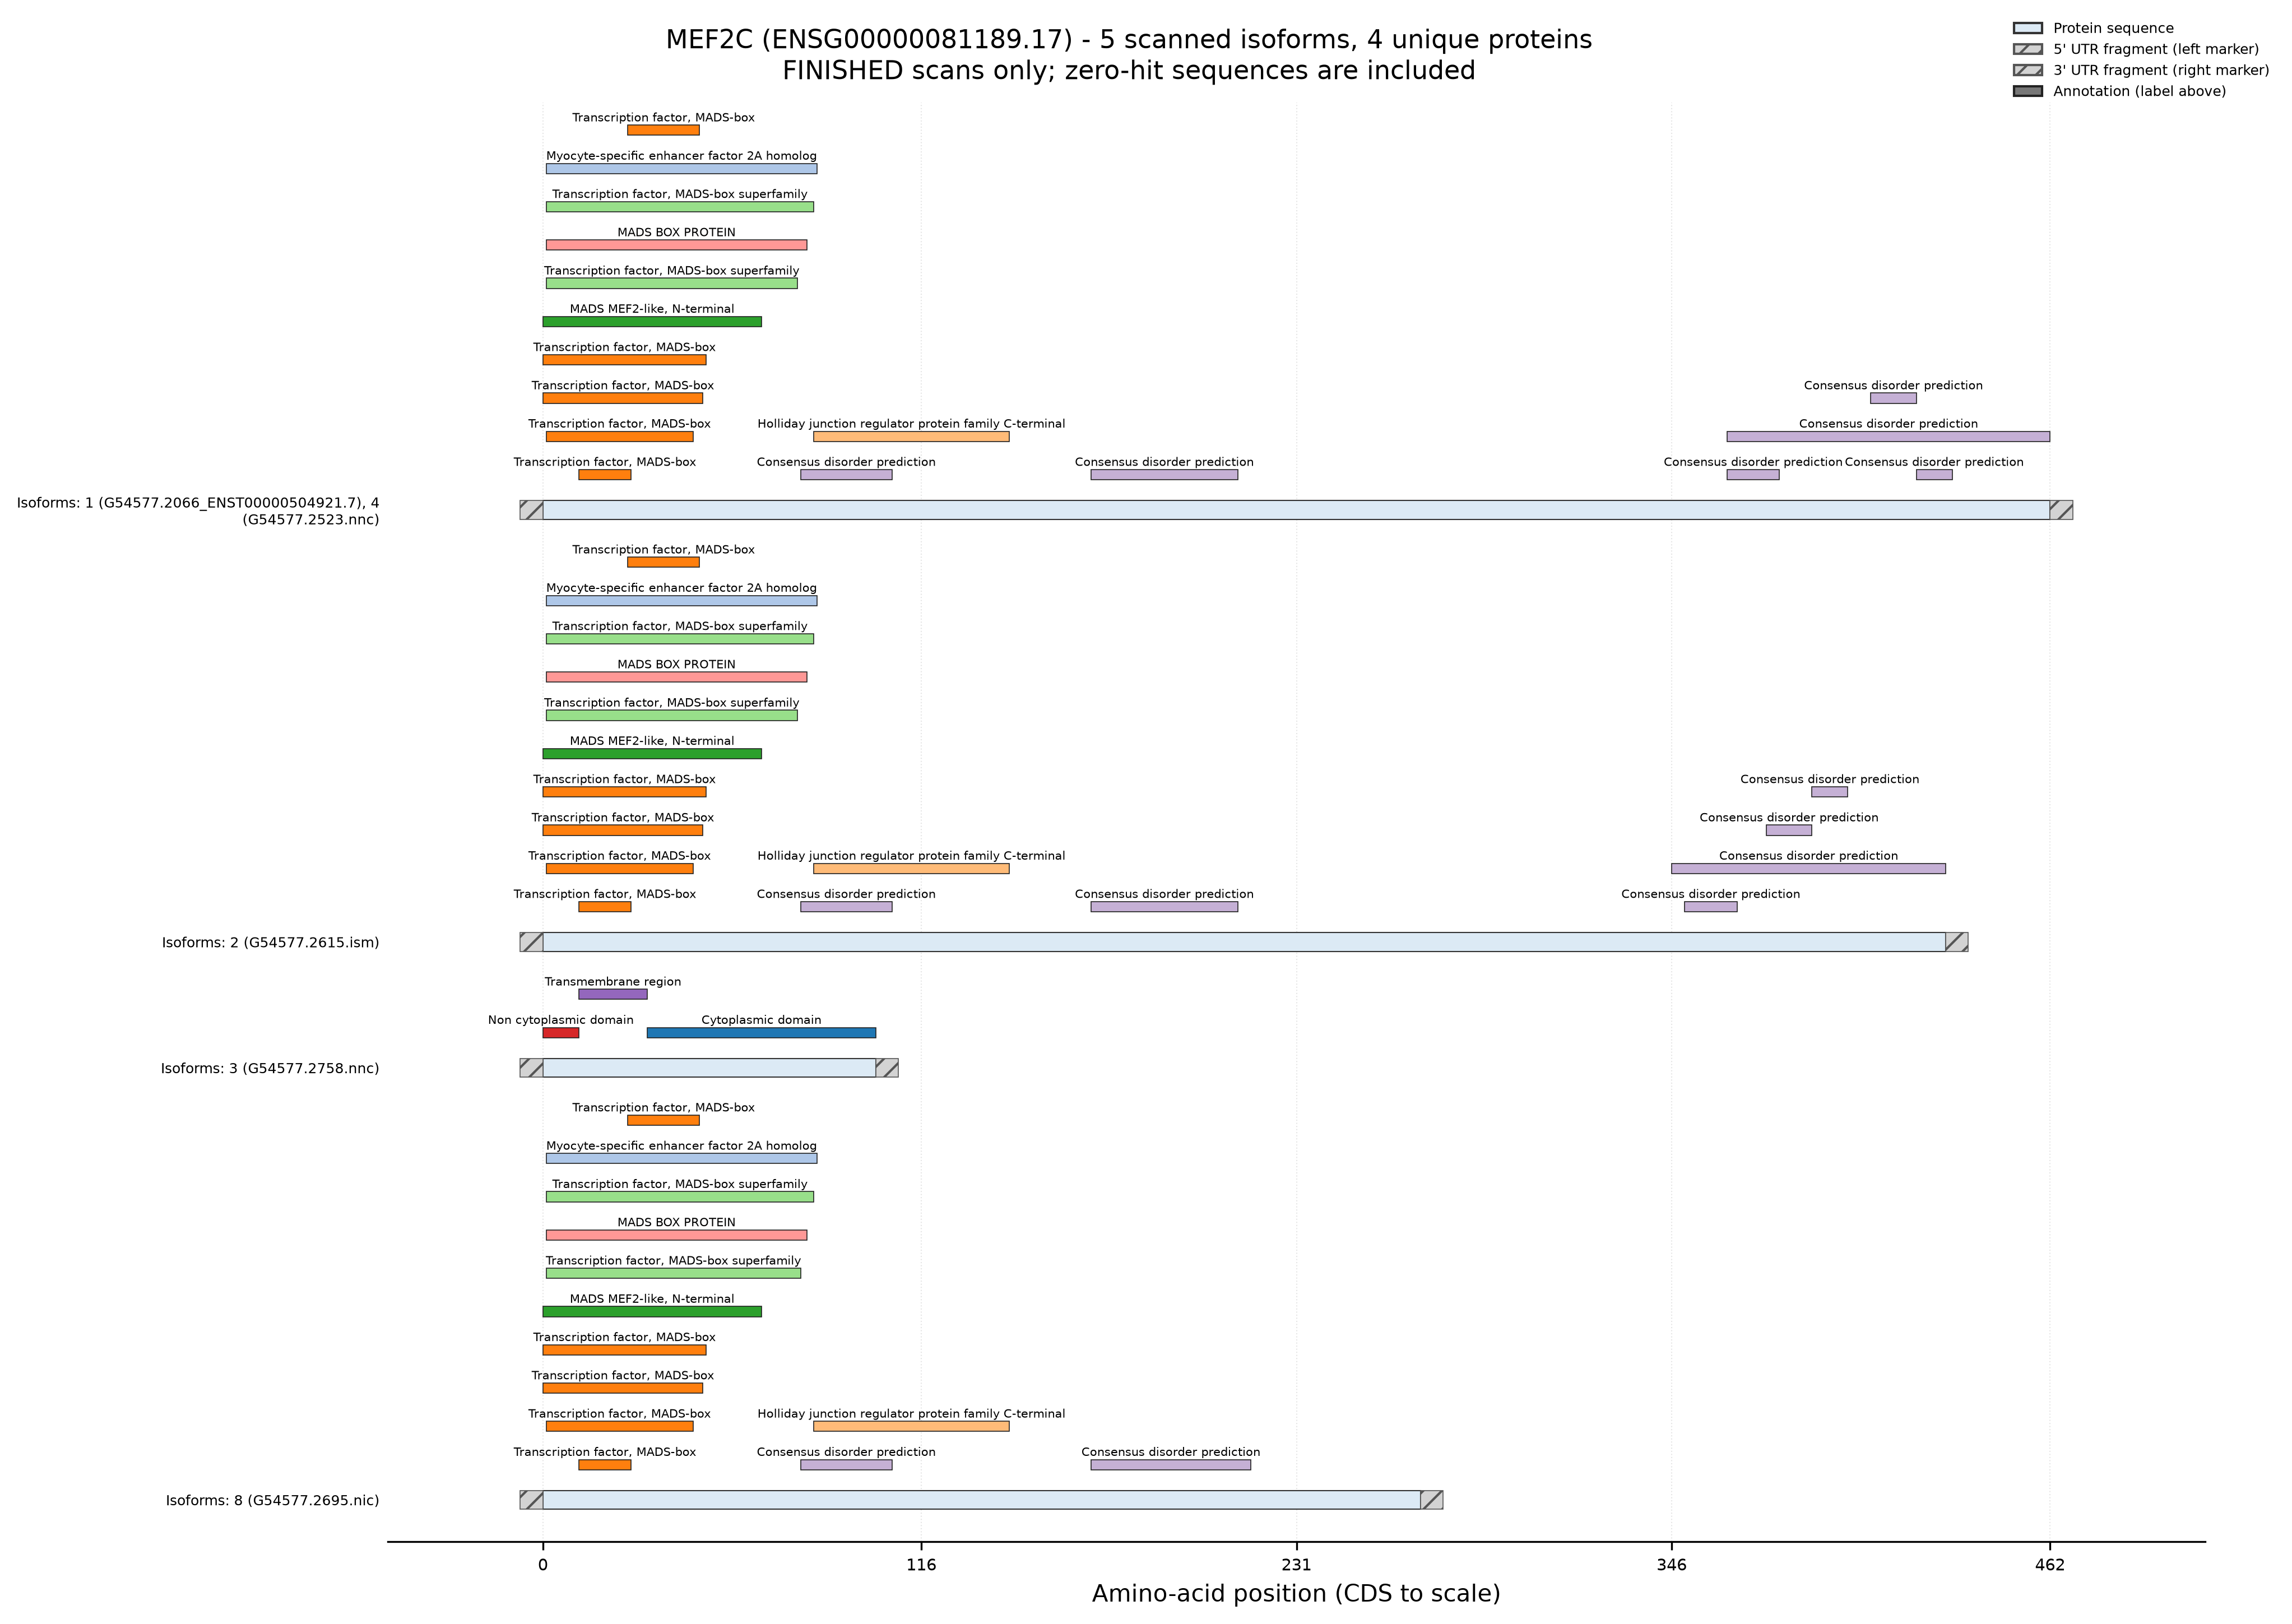 MEF2C (ENSG00000081189.17) - 5 scanned isoforms, 4 unique proteins
FINISHED scans only; zero-hit sequences are included
Protein sequence
5' UTR fragment (left marker)
3' UTR fragment (right marker)
Annotation (label above)
Transcription factor, MADS-box
Myocyte-specific enhancer factor 2A homolog
Transcription factor, MADS-box superfamily
MADS BOX PROTEIN
Transcription factor, MADS-box superfamily
MADS MEF2-like, N-terminal
Transcription factor, MADS-box
Transcription factor, MADS-box Consensus disorder prediction
Transcription factor, MADS-box Holliday junction regulator protein family C-terminal Consensus disorder prediction
Transcription factor, MADS-box Consensus disorder prediction Consensus disorder prediction Consensus disorder prediction Consensus disorder prediction
Isoforms: 1 (G54577.2066_ENST00000504921.7), 4
(G54577.2523.nnc)
Transcription factor, MADS-box
Myocyte-specific enhancer factor 2A homolog
Transcription factor, MADS-box superfamily
MADS BOX PROTEIN
Transcription factor, MADS-box superfamily
MADS MEF2-like, N-terminal
Transcription factor, MADS-box Consensus disorder prediction
Transcription factor, MADS-box Consensus disorder prediction
Transcription factor, MADS-box Holliday junction regulator protein family C-terminal Consensus disorder prediction
Transcription factor, MADS-box Consensus disorder prediction Consensus disorder prediction Consensus disorder prediction
Isoforms: 2 (G54577.2615.ism)
Transmembrane region
Non cytoplasmic domain Cytoplasmic domain
Isoforms: 3 (G54577.2758.nnc)
Transcription factor, MADS-box
Myocyte-specific enhancer factor 2A homolog
Transcription factor, MADS-box superfamily
MADS BOX PROTEIN
Transcription factor, MADS-box superfamily
MADS MEF2-like, N-terminal
Transcription factor, MADS-box
Transcription factor, MADS-box
Transcription factor, MADS-box Holliday junction regulator protein family C-terminal
Transcription factor, MADS-box Consensus disorder prediction Consensus disorder prediction
Isoforms: 8 (G54577.2695.nic)
0 116 231 346 462
Amino-acid position (CDS to scale)